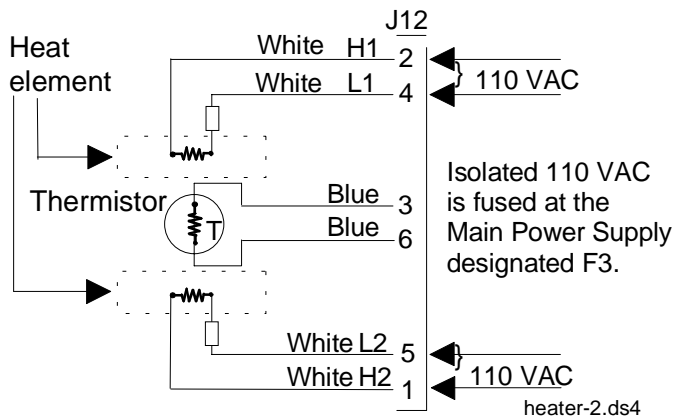 J12
Heat
element
White H1 2
White L1 4
110 VAC
Thermistor
T
Blue 3
Blue 6
Isolated 110 VAC
is fused at the
Main Power Supply
designated F3.
White L2 5
White H2 1
110 VAC
heater-2.ds4